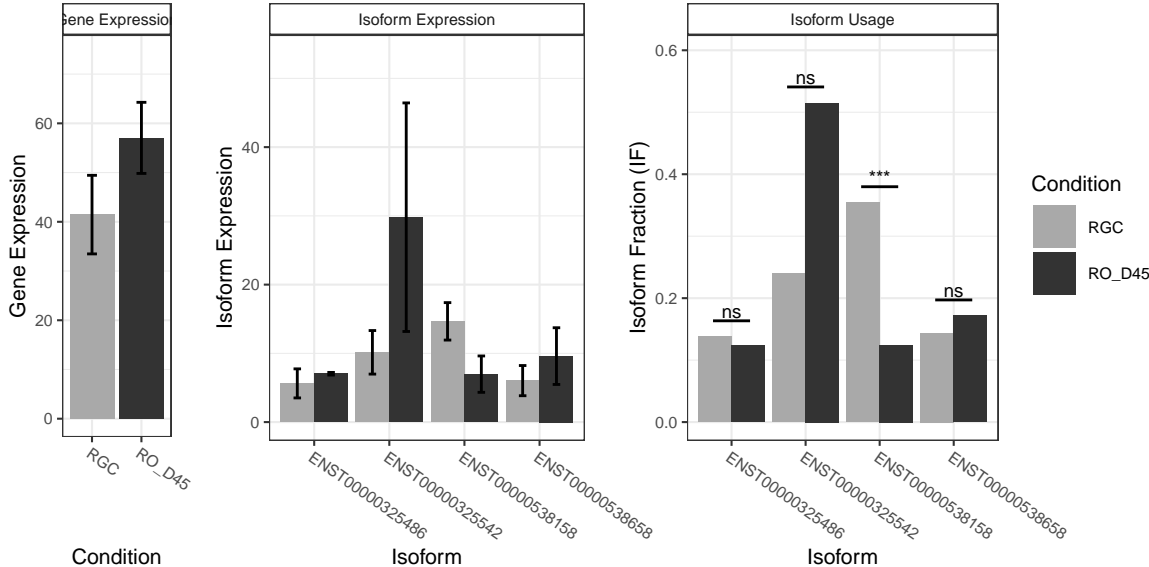 Gene Expression
Isoform Expression
Isoform Usage
Gene Expression
0
20
40
60
RGC
RO_D45
Condition
Isoform Expression
0
20
40
ENST00000325486
ENST00000325542
ENST00000538158
ENST00000538658
Isoform
Isoform Fraction (IF)
0.0
0.2
0.4
0.6
ns
ns
***
ns
ENST00000325486
ENST00000325542
ENST00000538158
ENST00000538658
Isoform
Condition
RGC
RO_D45